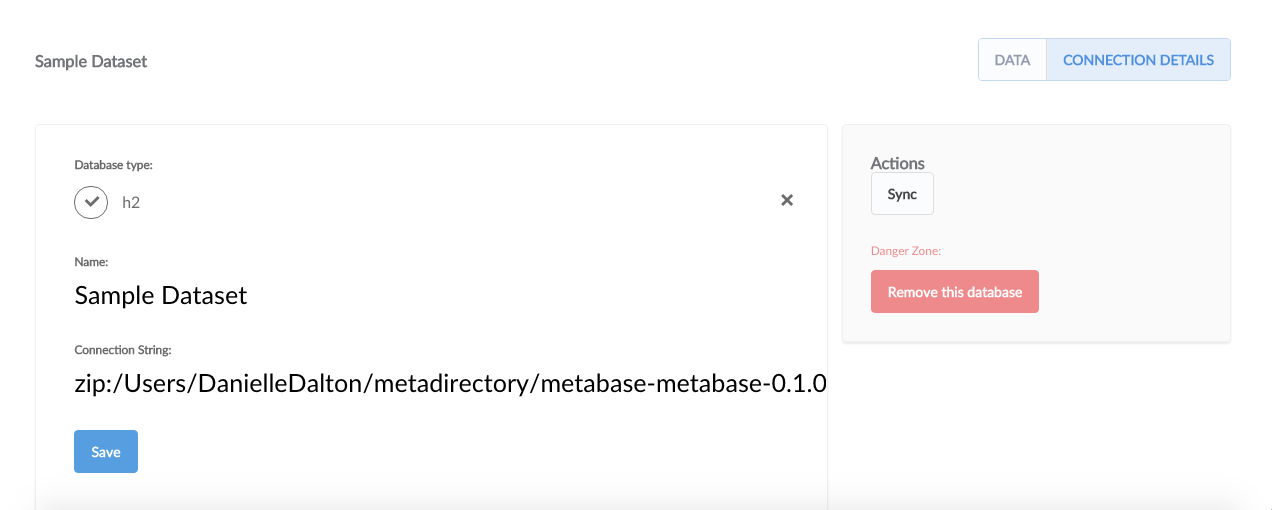 Sample Dataset
DATA
CONNECTION DETAILS
Database type:
h2
Name:
Sample Dataset
Connection String:
zip:/Users/DanielleDalton/metadirectory/metabase-metabase-0.1.0
Save
Actions
Sync
Danger Zone:
Remove this database